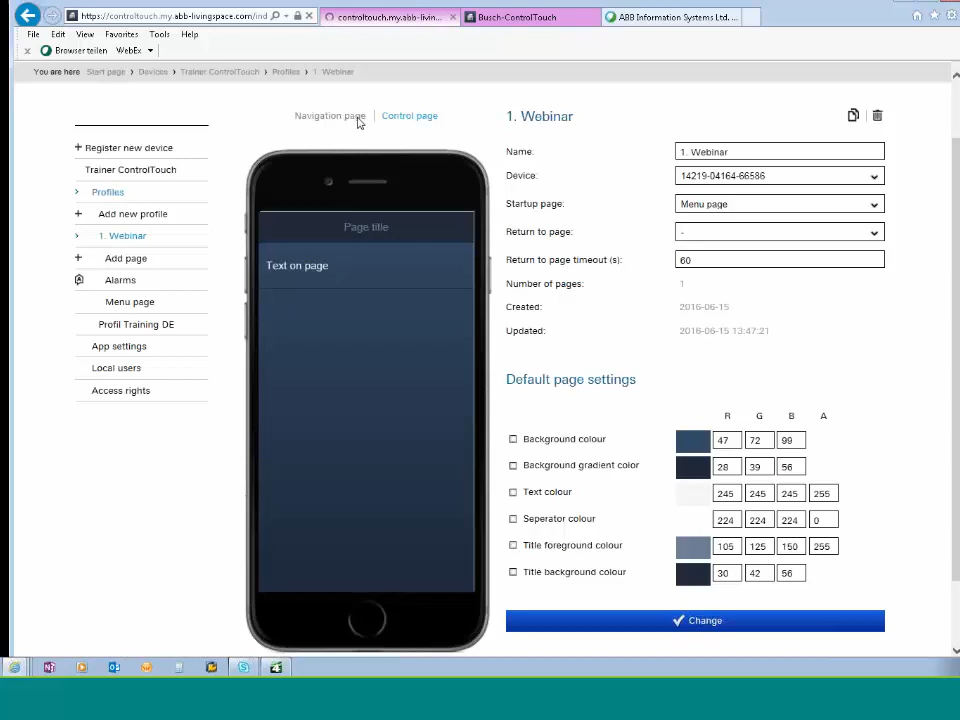 https://controltouch.my.abb-livingspace.com/ind
controltouch.my.abb-livin...
Busch-ControlTouch
ABB Information Systems Ltd. ...
File Edit View Favorites Tools Help
Browser teilen WebEx
You are here Start page > Devices > Trainer ControlTouch > Profiles > 1. Webinar
Navigation page | Control page
+ Register new device
Trainer ControlTouch
> Profiles
+ Add new profile
> 1. Webinar
+ Add page
Alarms
Menu page
Profil Training DE
App settings
Local users
Access rights
Page title
Text on page
1. Webinar
Name: 1. Webinar
Device: 14219-04164-66586
Startup page: Menu page
Return to page: -
Return to page timeout (s): 60
Number of pages: 1
Created: 2016-06-15
Updated: 2016-06-15 13:47:21
Default page settings
R G B A
Background colour 47 72 99
Background gradient color 28 39 56
Text colour 245 245 245 255
Seperator colour 224 224 224 0
Title foreground colour 105 125 150 255
Title background colour 30 42 56
Change